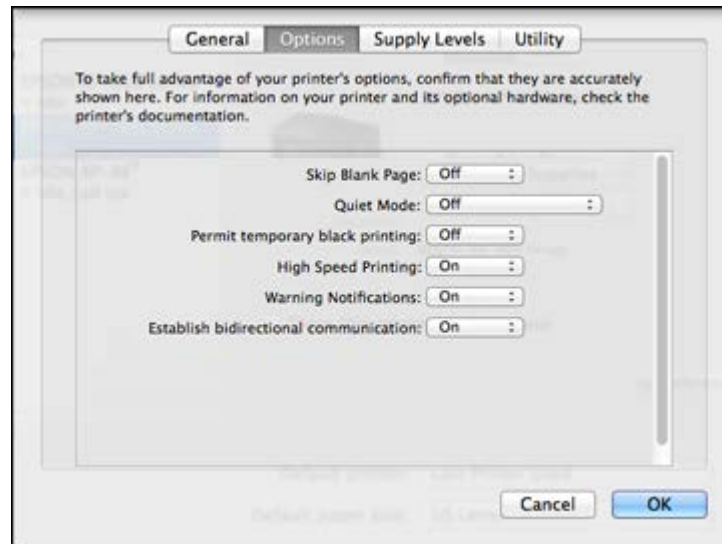 General Options Supply Levels Utility
To take full advantage of your printer's options, confirm that they are accurately
shown here. For information on your printer and its optional hardware, check the
printer's documentation.
Skip Blank Page: Off
Quiet Mode: Off
Permit temporary black printing: Off
High Speed Printing: On
Warning Notifications: On
Establish bidirectional communication: On
Cancel OK